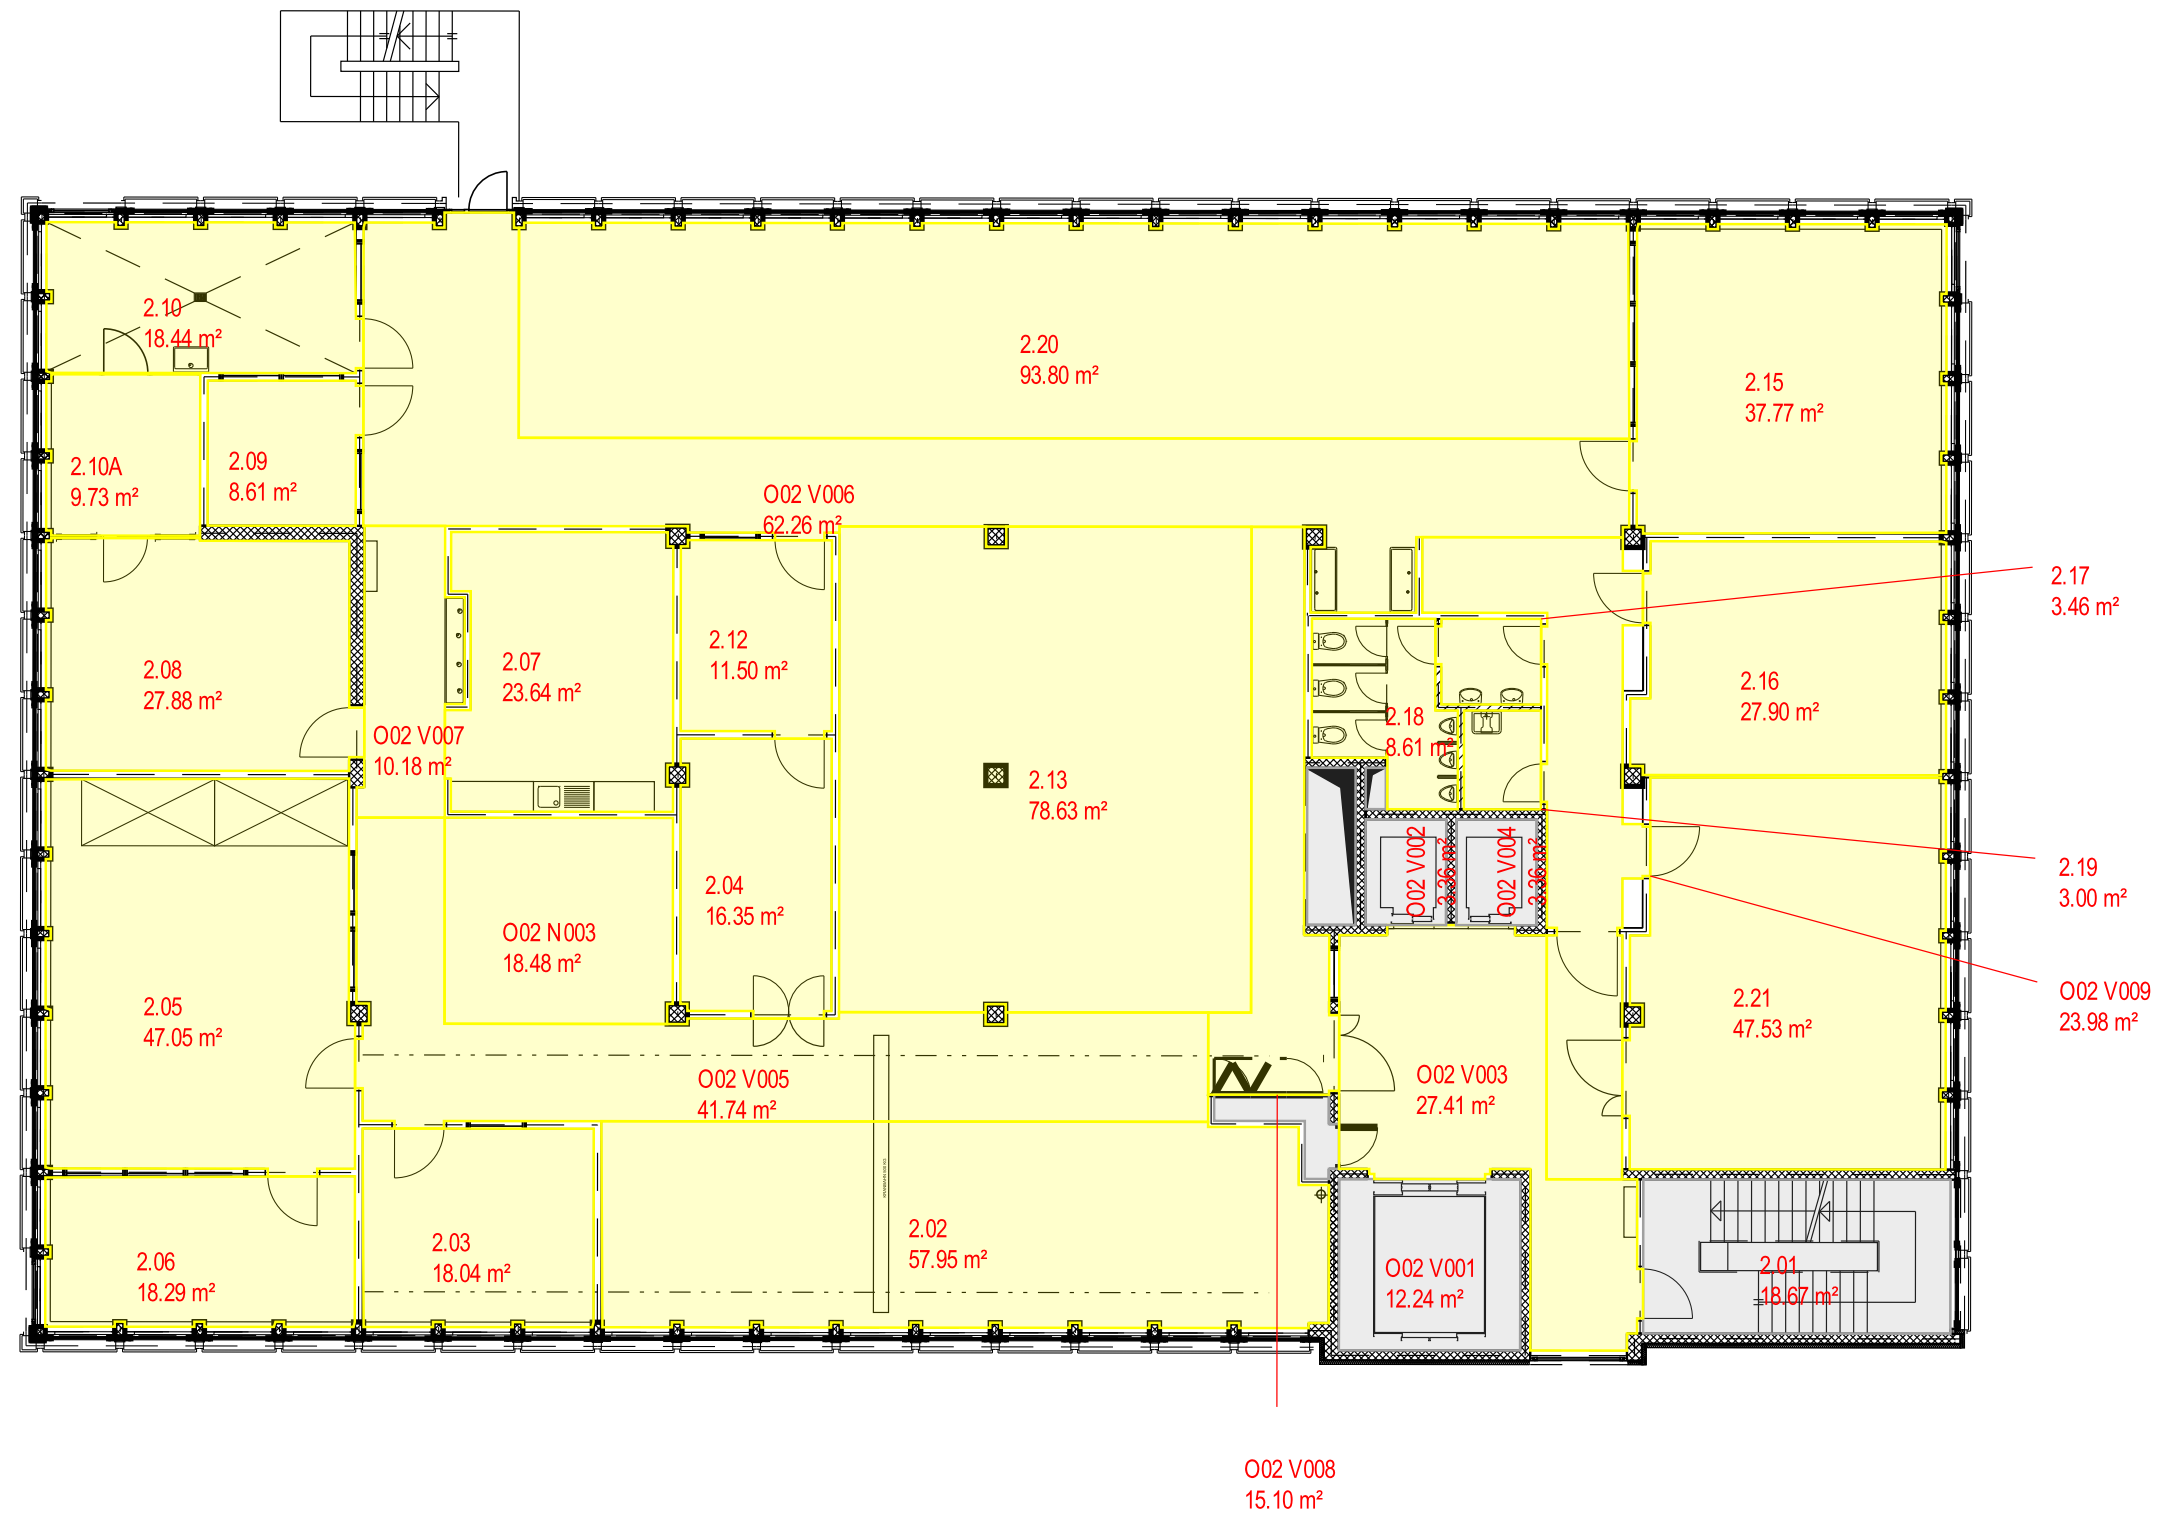 2.10
18.44 m²
2.20
93.80 m²
2.15
37.77 m²
2.10A
9.73 m²
2.09
8.61 m²
O02 V006
62.26 m²
2.17
3.46 m²
2.12
11.50 m²
2.07
23.64 m²
2.08
27.88 m²
2.16
27.90 m²
2.18
8.61 m²
O02 V007
10.18 m²
2.13
78.63 m²
O02 V002
3.36 m²
O02 V004
3.36 m²
2.19
3.00 m²
2.04
16.35 m²
O02 N003
18.48 m²
2.05
47.05 m²
2.21
47.53 m²
O02 V009
23.98 m²
O02 V005
41.74 m²
O02 V003
27.41 m²
2.02
57.95 m²
2.03
18.04 m²
2.06
18.29 m²
O02 V001
12.24 m²
2.01
18.67 m²
O02 V008
15.10 m²